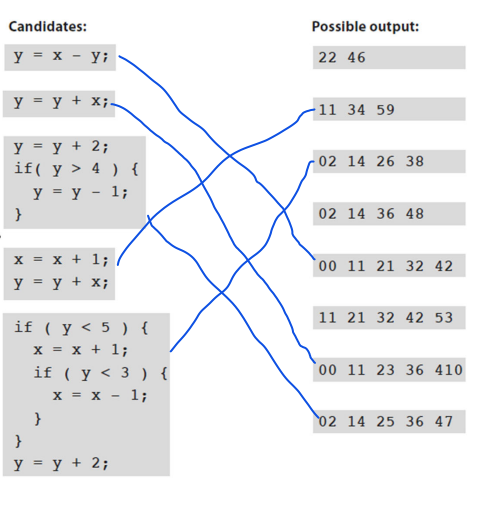 Candidates:
y = x - y;
y = y + x;
y = y + 2;
if( y > 4 ) {
y = y - 1;
}
x = x + 1;
y = y + x;
if ( y < 5 ) {
x = x + 1;
if ( y < 3 ) {
x = x - 1;
}
}
y = y + 2;
Possible output:
22 46
11 34 59
02 14 26 38
02 14 36 48
00 11 21 32 42
11 21 32 42 53
00 11 23 36 410
02 14 25 36 47